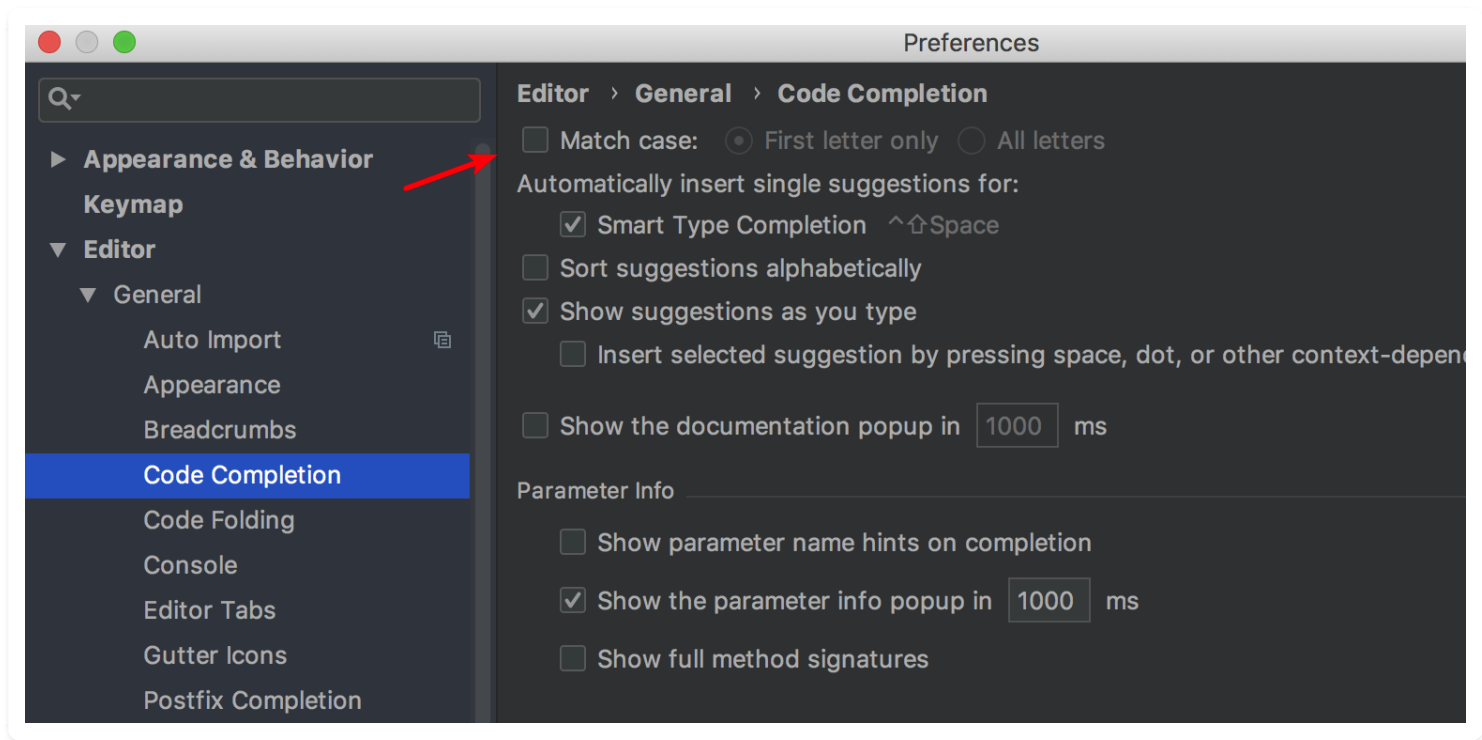 Preferences
Appearance & Behavior
Keymap
Editor
General
Auto Import
Appearance
Breadcrumbs
Code Completion
Code Folding
Console
Editor Tabs
Gutter Icons
Postfix Completion
Editor › General › Code Completion
Match case: First letter only All letters
Automatically insert single suggestions for:
Smart Type Completion ^⇧Space
Sort suggestions alphabetically
Show suggestions as you type
Insert selected suggestion by pressing space, dot, or other context-depen
Show the documentation popup in 1000 ms
Parameter Info
Show parameter name hints on completion
Show the parameter info popup in 1000 ms
Show full method signatures